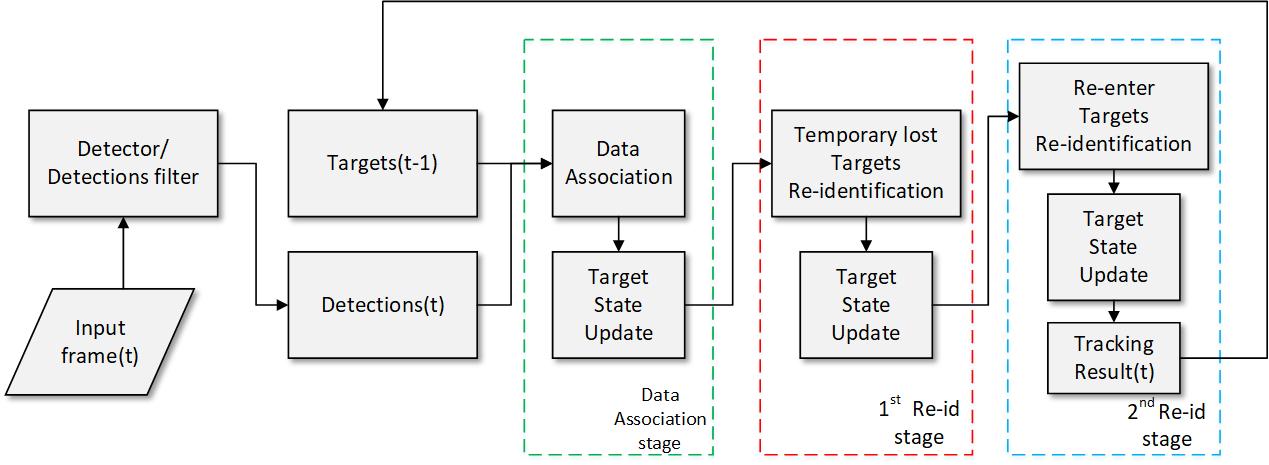 Detector/
Detections filter
Input
frame(t)
Targets(t-1)
Detections(t)
Data
Association
Target
State
Update
Data
Association
stage
Temporary lost
Targets
Re-identification
Target
State
Update
1st Re-id
stage
Re-enter
Targets
Re-identification
Target
State
Update
Tracking
Result(t)
2nd Re-id
stage